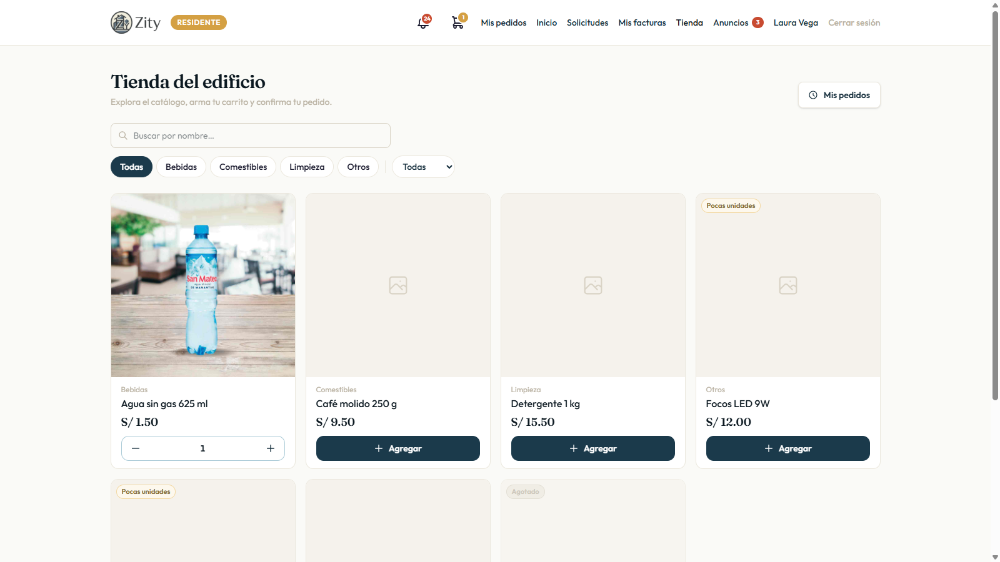 Zity RESIDENTE 24 1 Mis pedidos Inicio Solicitudes Mis facturas Tienda Anuncios 3 Laura Vega Cerrar sesión
Tienda del edificio
Explora el catálogo, arma tu carrito y confirma tu pedido.
Mis pedidos
Buscar por nombre...
Todas Bebidas Comestibles Limpieza Otros Todas
Pocas unidades
San Mateo
Agua Mineral
DE MANANTIAL
Bebidas
Agua sin gas 625 ml
S/ 1.50
1
Comestibles
Café molido 250 g
S/ 9.50
Agregar
Limpieza
Detergente 1 kg
S/ 15.50
Agregar
Otros
Focos LED 9W
S/ 12.00
Agregar
Pocas unidades
Agotado